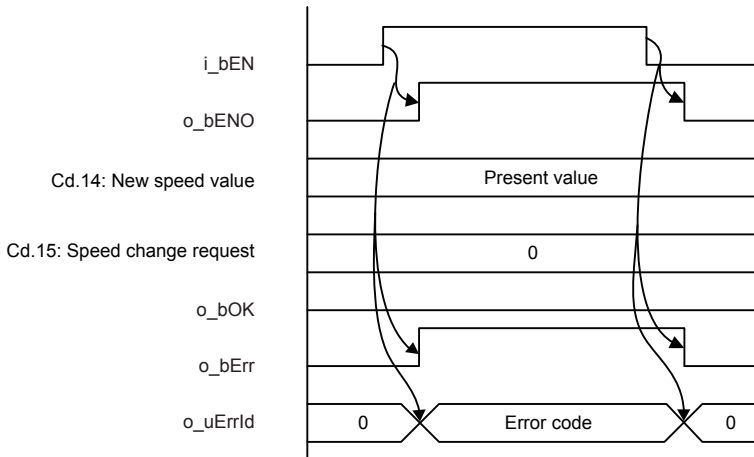 i_bEN
o_bENO
Cd.14: New speed value
Present value
Cd.15: Speed change request
0
o_bOK
o_bErr
o_uErrId
0
Error code
0